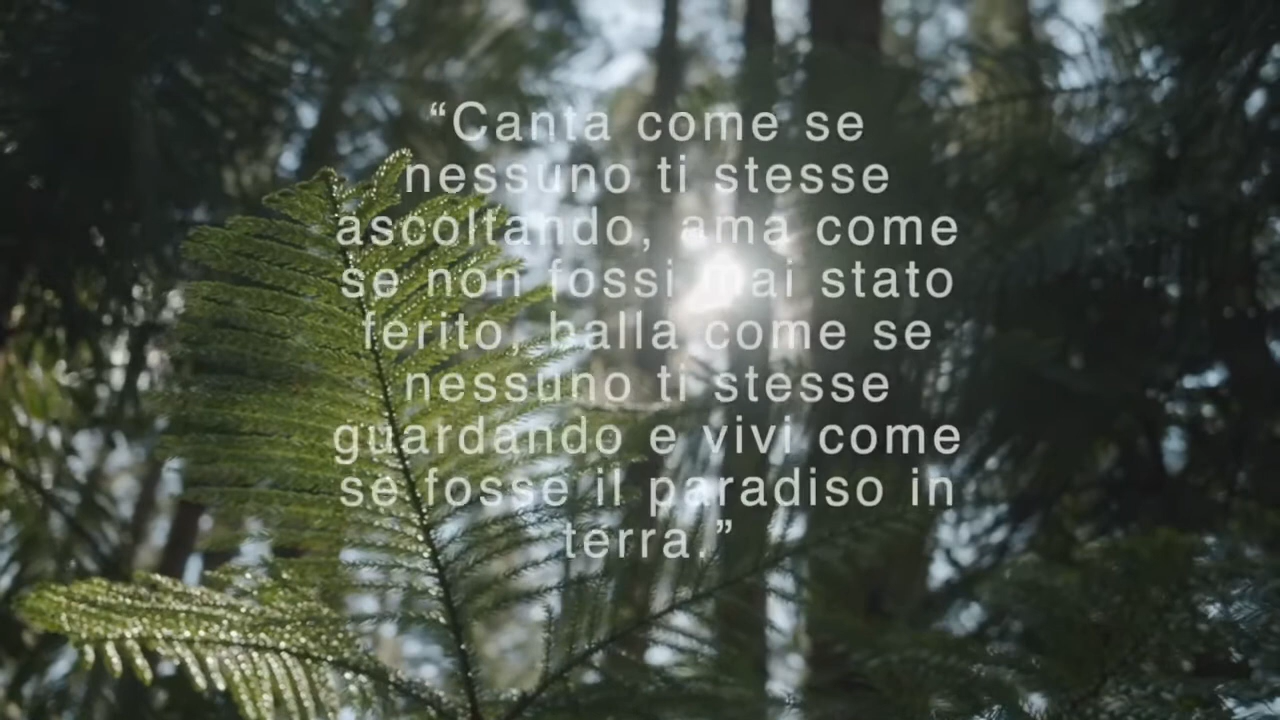 “Canta come se
nessuno ti stesse
ascoltando, ama come
se non fossi mai stato
ferito, balla come se
nessuno ti stesse
guardando e vivi come
se fosse il paradiso in
terra.”